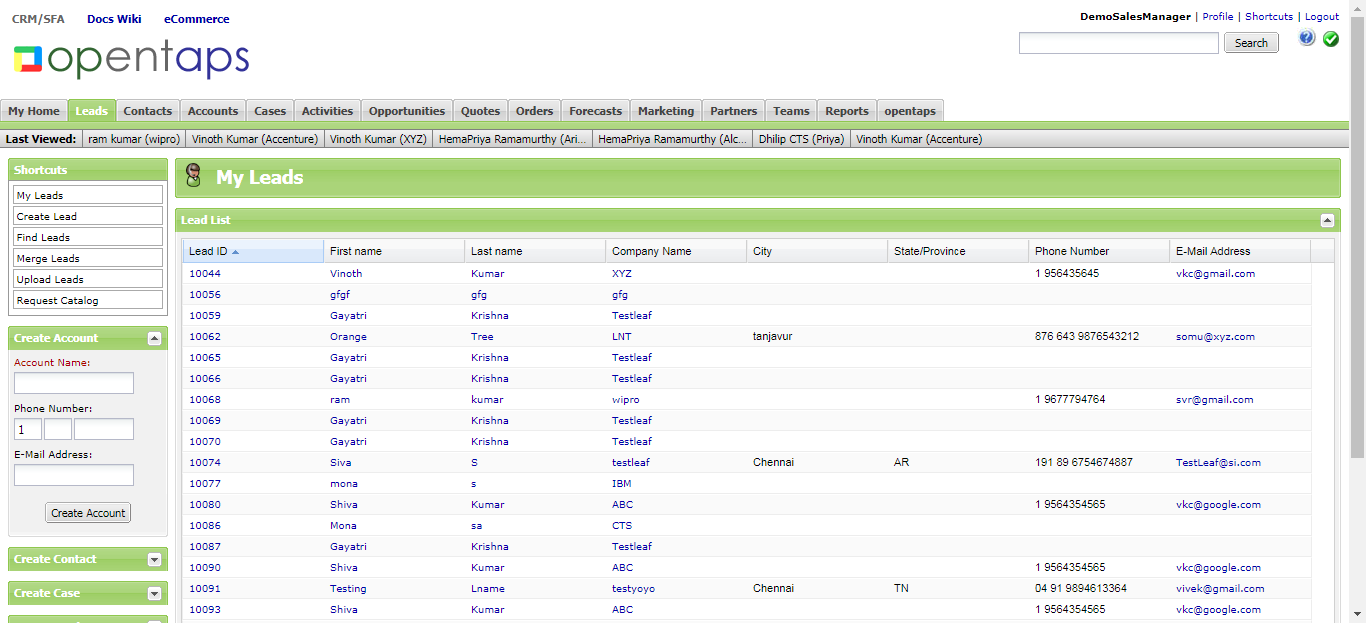 CRM/SFA Docs Wiki eCommerce
DemoSalesManager | Profile | Shortcuts | Logout
opentaps
Search
My Home Leads Contacts Accounts Cases Activities Opportunities Quotes Orders Forecasts Marketing Partners Teams Reports opentaps
Last Viewed: ram kumar (wipro) Vinoth Kumar (Accenture) Vinoth Kumar (XYZ) HemaPriya Ramamurthy (Ari... HemaPriya Ramamurthy (Alc... Dhilip CTS (Priya) Vinoth Kumar (Accenture)
Shortcuts
My Leads
Create Lead
Find Leads
Merge Leads
Upload Leads
Request Catalog
Create Account
Account Name:
Phone Number:
1
E-Mail Address:
Create Account
Create Contact
Create Case
My Leads
Lead List
Lead ID First name Last name Company Name City State/Province Phone Number E-Mail Address
10044 Vinoth Kumar XYZ 1 956435645 vkc@gmail.com
10056 gfgf gfg gfg
10059 Gayatri Krishna Testleaf
10062 Orange Tree LNT tanjavur 876 643 9876543212 somu@xyz.com
10065 Gayatri Krishna Testleaf
10066 Gayatri Krishna Testleaf
10068 ram kumar wipro 1 9677794764 svr@gmail.com
10069 Gayatri Krishna Testleaf
10070 Gayatri Krishna Testleaf
10074 Siva S testleaf Chennai AR 191 89 6754674887 TestLeaf@si.com
10077 mona s IBM
10080 Shiva Kumar ABC 1 9564354565 vkc@google.com
10086 Mona sa CTS
10087 Gayatri Krishna Testleaf
10090 Shiva Kumar ABC 1 9564354565 vkc@google.com
10091 Testing Lname testyoyo Chennai TN 04 91 9894613364 vivek@gmail.com
10093 Shiva Kumar ABC 1 9564354565 vkc@google.com